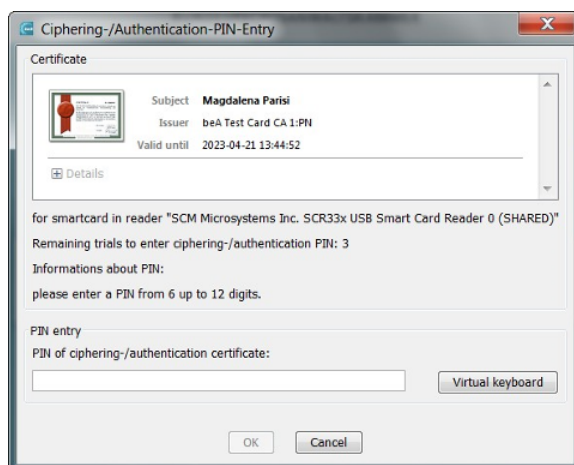 Ciphering-/Authentication-PIN-Entry
Certificate
Subject Magdalena Parisi
Issuer beA Test Card CA 1:PN
Valid until 2023-04-21 13:44:52
Details
for smartcard in reader "SCM Microsystems Inc. SCR33x USB Smart Card Reader 0 (SHARED)"
Remaining trials to enter ciphering-/authentication PIN: 3
Informations about PIN:
please enter a PIN from 6 up to 12 digits.
PIN entry
PIN of ciphering-/authentication certificate:
Virtual keyboard
OK Cancel